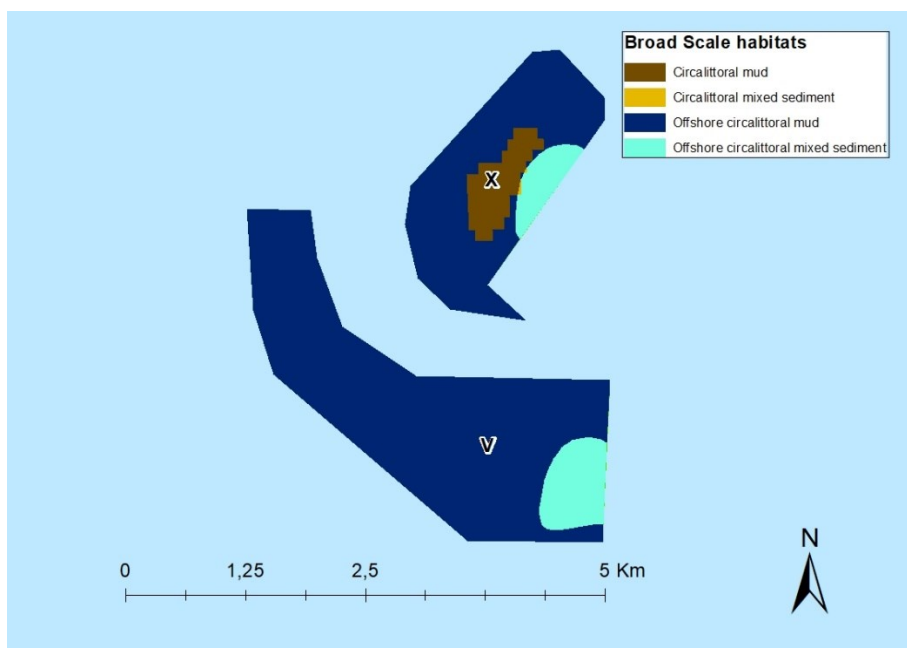 Broad Scale habitats
Circalittoral mud
Circalittoral mixed sediment
Offshore circalittoral mud
Offshore circalittoral mixed sediment
X
V
N
0 1,25 2,5 5 Km